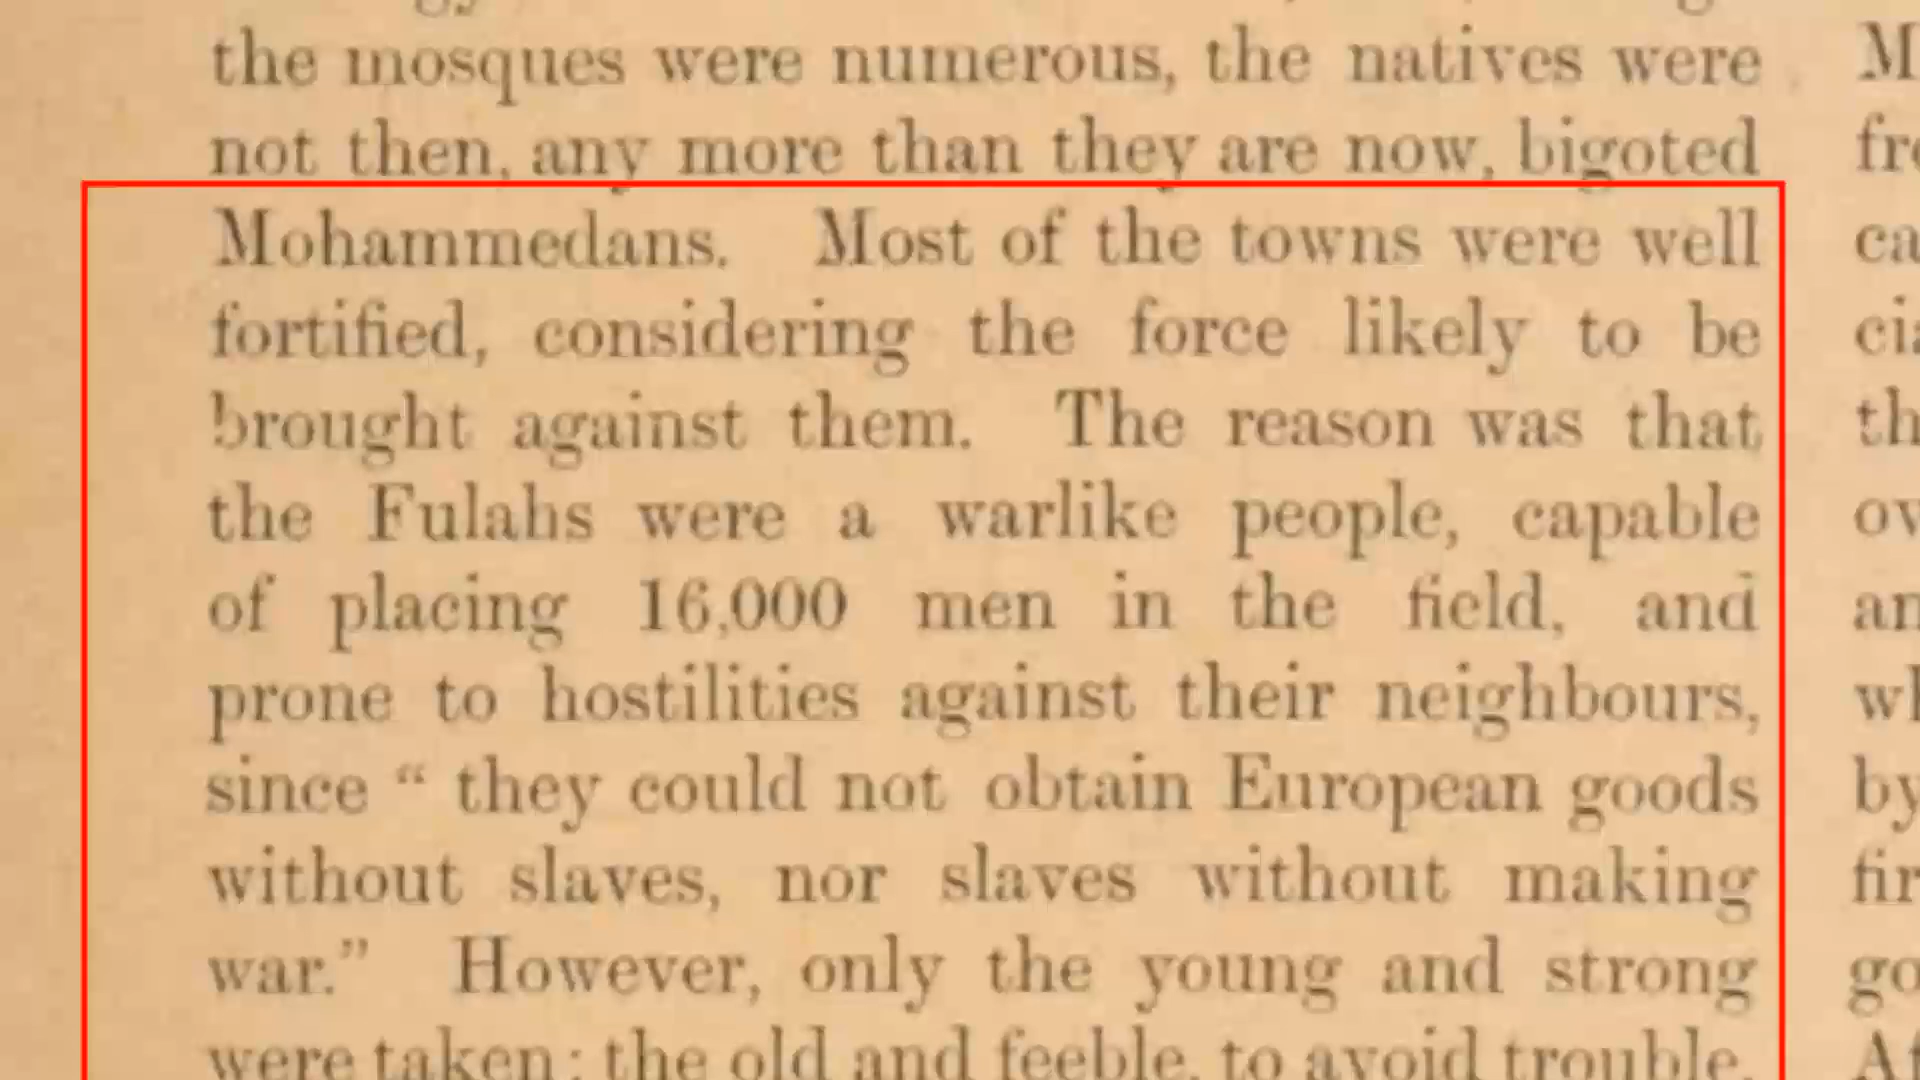 the mosques were numerous, the natives were
not then, any more than they are now, bigoted
Mohammedans. Most of the towns were well
fortified, considering the force likely to be
brought against them. The reason was that
the Fulahs were a warlike people, capable
of placing 16,000 men in the field, and
prone to hostilities against their neighbours,
since “ they could not obtain European goods
without slaves, nor slaves without making
war.” However, only the young and strong
were taken; the old and feeble, to avoid trouble,